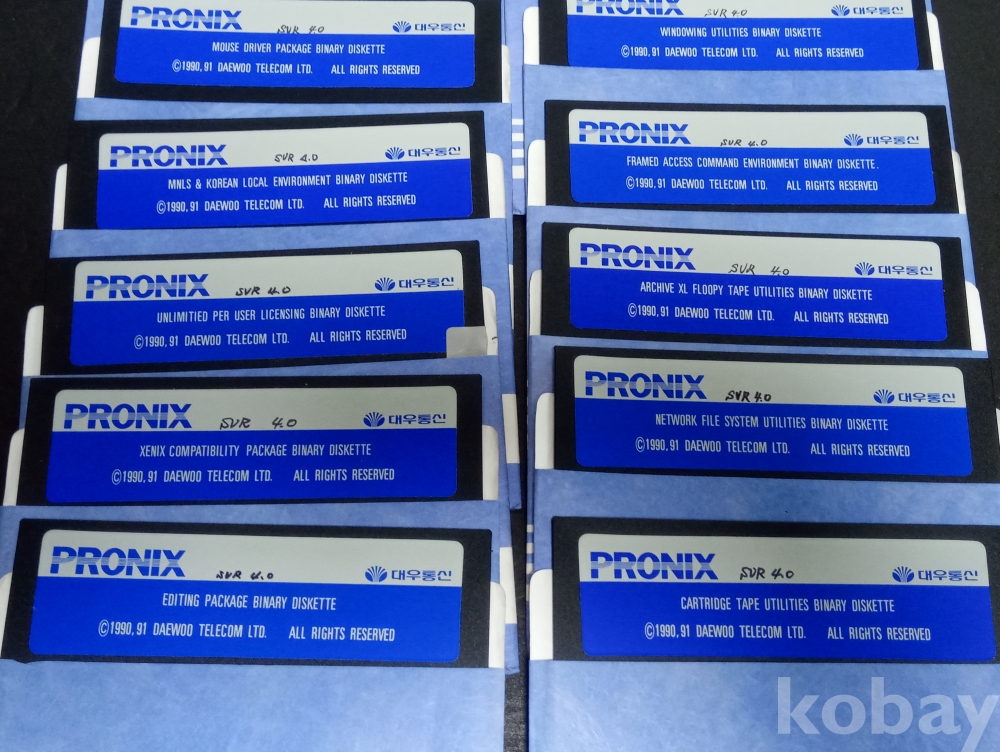 PRONIX SVR 4.0 대우통신
MOUSE DRIVER PACKAGE BINARY DISKETTE
©1990,91 DAEWOO TELECOM LTD. ALL RIGHTS RESERVED
PRONIX SVR 4.0 대우통신
MNLS & KOREAN LOCAL ENVIRONMENT BINARY DISKETTE
©1990,91 DAEWOO TELECOM LTD. ALL RIGHTS RESERVED
PRONIX SVR 4.0 대우통신
UNLIMITIED PER USER LICENSING BINARY DISKETTE
©1990,91 DAEWOO TELECOM LTD. ALL RIGHTS RESERVED
PRONIX SVR 4.0 대우통신
XENIX COMPATIBILITY PACKAGE BINARY DISKETTE
©1990,91 DAEWOO TELECOM LTD. ALL RIGHTS RESERVED
PRONIX SVR 4.0 대우통신
EDITING PACKAGE BINARY DISKETTE
©1990,91 DAEWOO TELECOM LTD. ALL RIGHTS RESERVED
PRONIX SVR 4.0 대우통신
WINDOWING UTILITIES BINARY DISKETTE
©1990,91 DAEWOO TELECOM LTD. ALL RIGHTS RESERVED
PRONIX SVR 4.0 대우통신
FRAMED ACCESS COMMAND ENVIRONMENT BINARY DISKETTE.
©1990,91 DAEWOO TELECOM LTD. ALL RIGHTS RESERVED
PRONIX SVR 4.0 대우통신
ARCHIVE XL FLOOPY TAPE UTILITIES BINARY DISKETTE
©1990,91 DAEWOO TELECOM LTD. ALL RIGHTS RESERVED
PRONIX SVR 4.0 대우통신
NETWORK FILE SYSTEM UTILITIES BINARY DISKETTE
©1990,91 DAEWOO TELECOM LTD. ALL RIGHTS RESERVED
PRONIX SVR 4.0 대우통신
CARTRIDGE TAPE UTILITIES BINARY DISKETTE
©1990,91 DAEWOO TELECOM LTD. ALL RIGHTS RESERVED
kobay